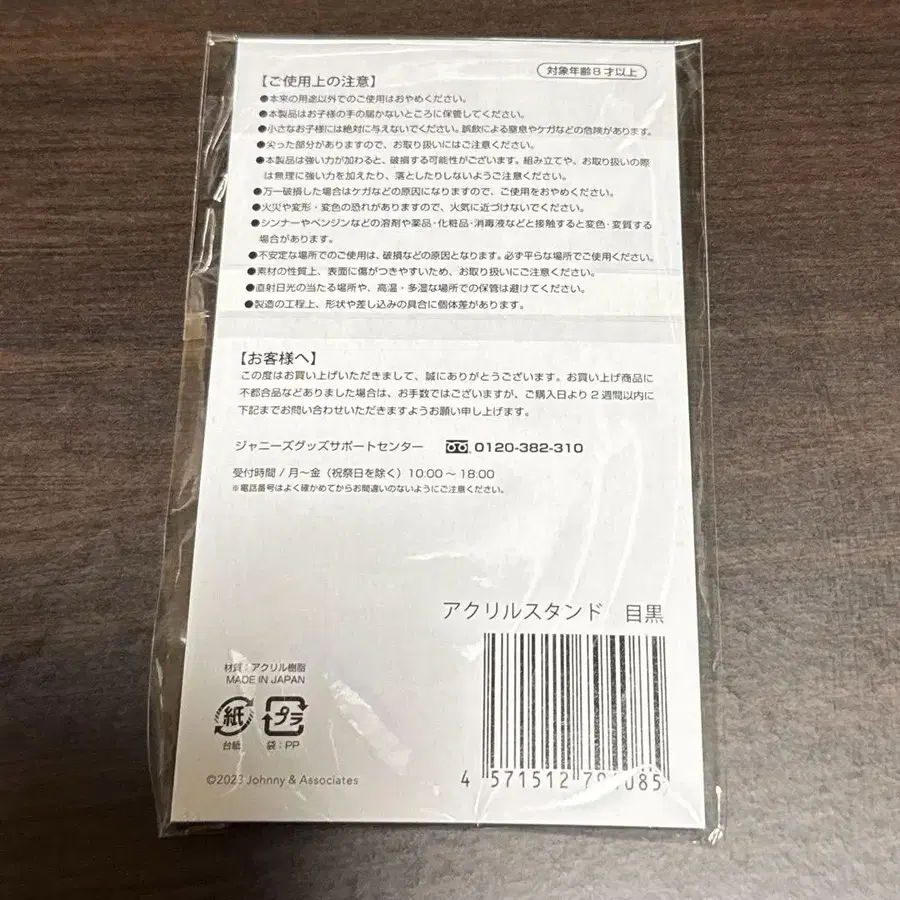 対象年齢8才以上
【ご使用上の注意】
●本来の用途以外でのご使用はおやめください。
●本製品はお子様の手の届かないところに保管してください。
●小さなお子様には絶対に与えないでください。誤飲による窒息やケガなどの危険があります。
●尖った部分がありますので、お取り扱いにはご注意ください。
●本製品は強い力が加わると、破損する可能性がございます。組み立てや、お取り扱いの際
は無理に強い力を加えたり、落としたりしないようご注意ください。
●万一破損した場合はケガなどの原因になりますので、ご使用をおやめください。
●火災や変形・変色の恐れがありますので、火気に近づけないでください。
●シンナーやベンジンなどの溶剤や薬品・化粧品・消毒液などと接触すると変色・変質する
場合があります。
●不安定な場所でのご使用は、破損などの原因となります。必ず平らな場所でご使用ください。
●素材の性質上、表面に傷がつきやすいため、お取り扱いにご注意ください。
●直射日光の当たる場所や、高温・多湿な場所での保管は避けてください。
●製造の工程上、形状や差し込みの具合に個体差があります。
【お客様へ】
この度はお買い上げいただきまして、誠にありがとうございます。お買い上げ商品に
不都合品などありました場合は、お手数ではございますが、ご購入日より2週間以内に
下記までお問い合わせいただきますようお願い申し上げます。
ジャニーズグッズサポートセンター 0120-382-310
受付時間 / 月〜金（祝祭日を除く）10:00〜18:00
※電話番号はよく確かめてからお間違いのないようにご注意ください。
アクリルスタンド 目黒
材質：アクリル樹脂
MADE IN JAPAN
紙 プラ
台紙 袋：PP
©2023 Johnny & Associates
4 571512